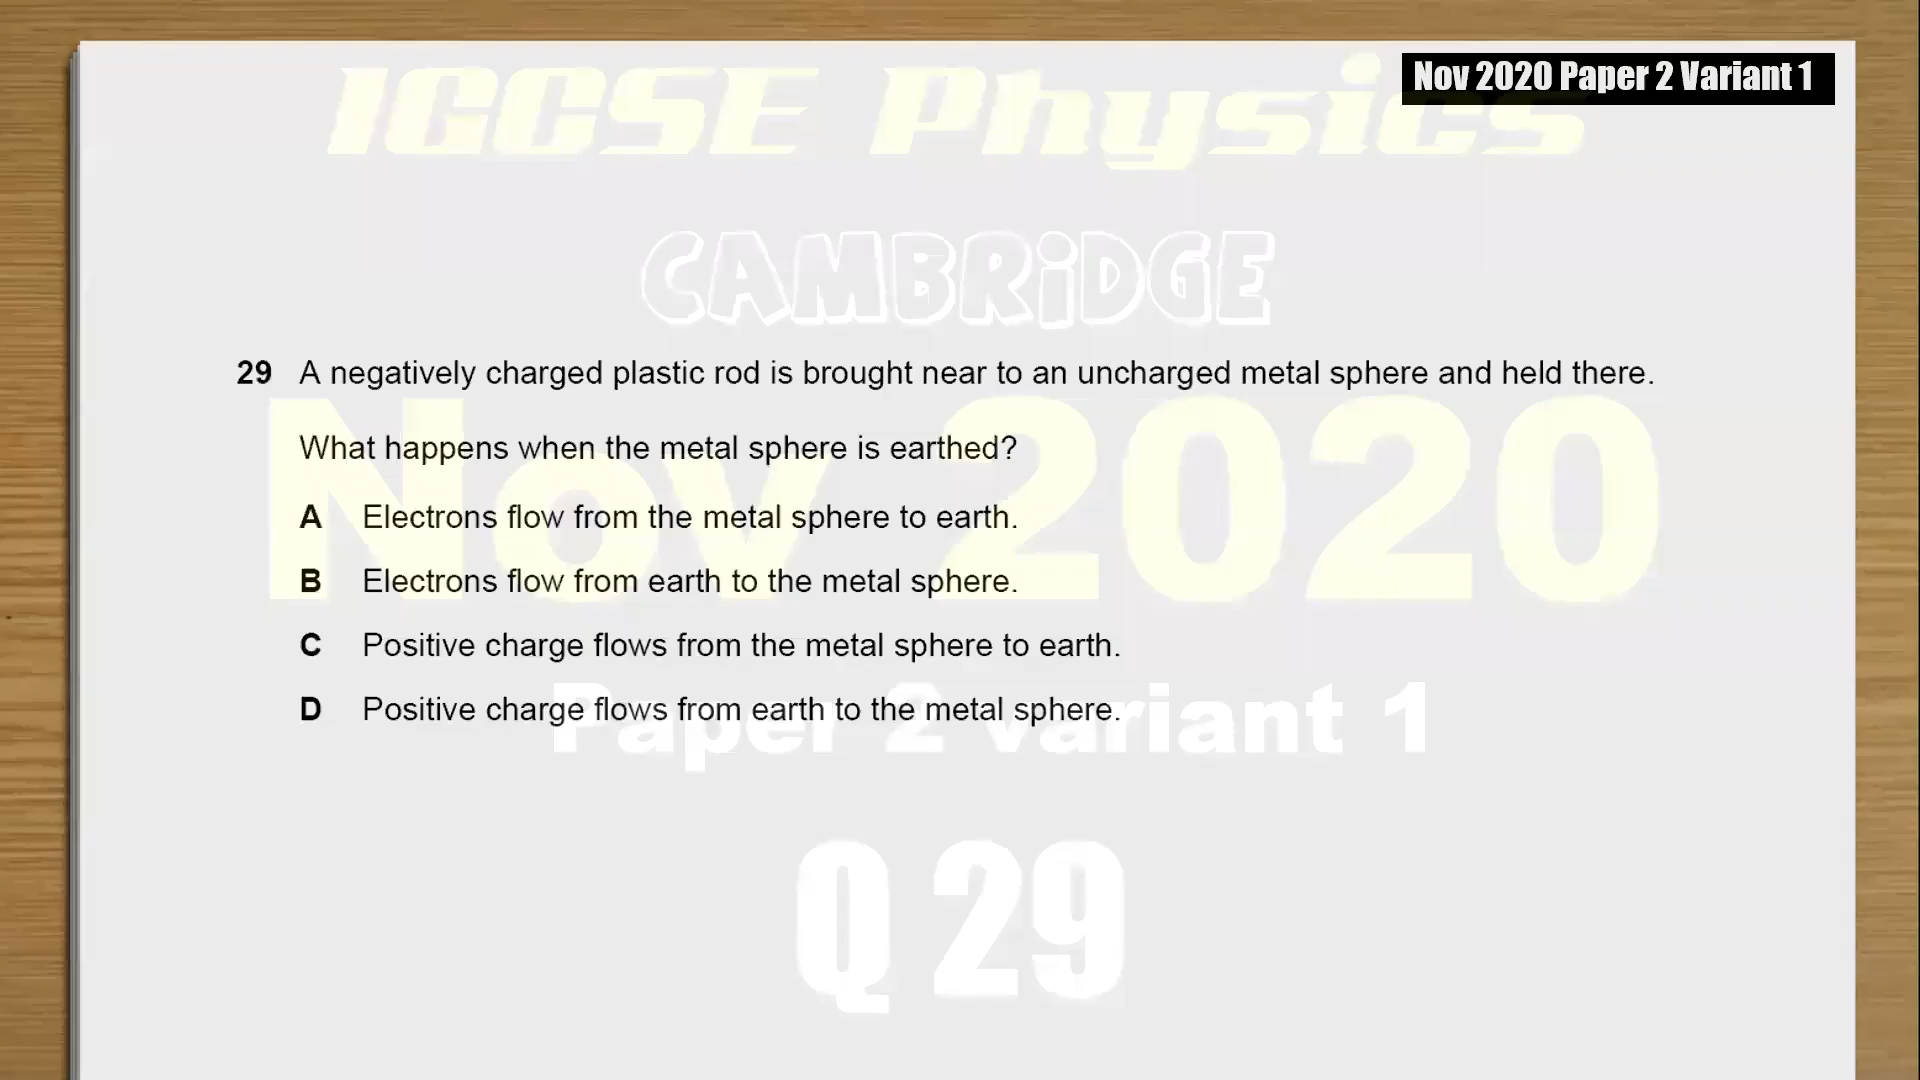 IGCSE Physics
Nov 2020 Paper 2 Variant 1
CAMBRiDGE
29 A negatively charged plastic rod is brought near to an uncharged metal sphere and held there.
Nov 2020
What happens when the metal sphere is earthed?
A Electrons flow from the metal sphere to earth.
B Electrons flow from earth to the metal sphere.
C Positive charge flows from the metal sphere to earth.
D Positive charge flows from earth to the metal sphere.
Paper 2 variant 1
Q 29